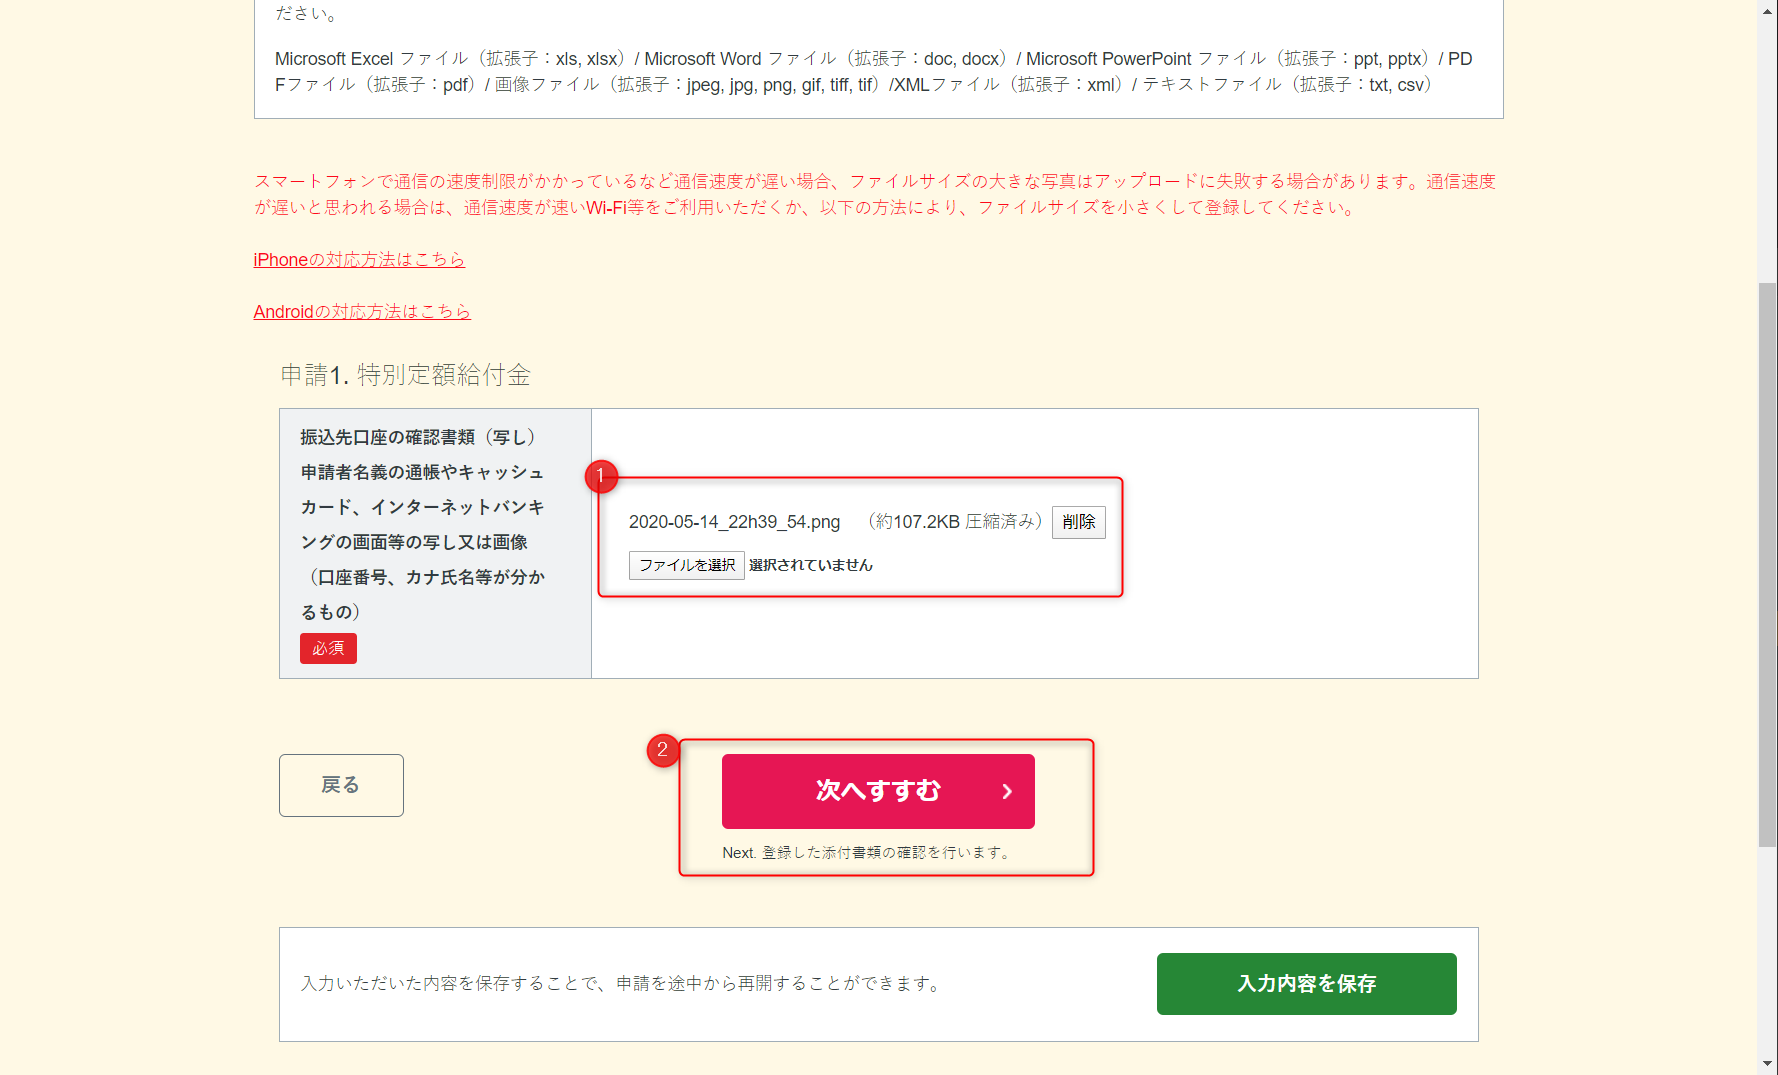 ださい。
Microsoft Excel ファイル（拡張子：xls, xlsx）/ Microsoft Word ファイル（拡張子：doc, docx）/ Microsoft PowerPoint ファイル（拡張子：ppt, pptx）/ PD
Fファイル（拡張子：pdf）/ 画像ファイル（拡張子：jpeg, jpg, png, gif, tiff, tif）/XMLファイル（拡張子：xml）/ テキストファイル（拡張子：txt, csv）
スマートフォンで通信の速度制限がかかっているなど通信速度が遅い場合、ファイルサイズの大きな写真はアップロードに失敗する場合があります。通信速度
が遅いと思われる場合は、通信速度が速いWi-Fi等をご利用いただくか、以下の方法により、ファイルサイズを小さくして登録してください。
iPhoneの対応方法はこちら
Androidの対応方法はこちら
申請1. 特別定額給付金
振込先口座の確認書類（写し）
申請者名義の通帳やキャッシュ
カード、インターネットバンキ
ングの画面等の写し又は画像
（口座番号、カナ氏名等が分か
るもの）
必須
1
2020-05-14_22h39_54.png （約107.2KB 圧縮済み） 削除
ファイルを選択 選択されていません
2
戻る
次へすすむ
Next. 登録した添付書類の確認を行います。
入力いただいた内容を保存することで、申請を途中から再開することができます。
入力内容を保存